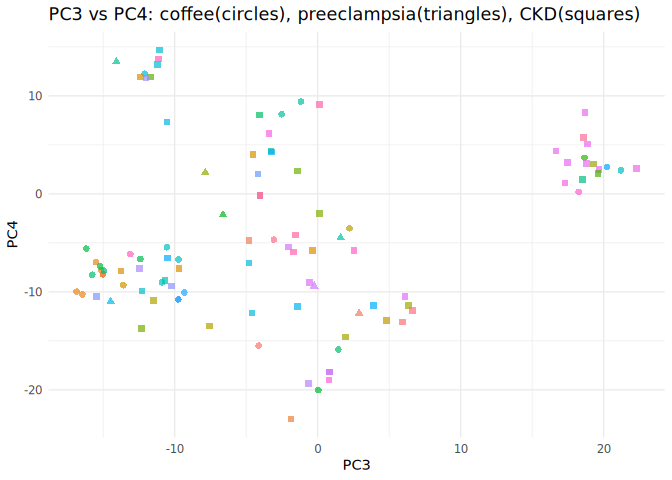 PC3 vs PC4: coffee(circles), preeclampsia(triangles), CKD(squares)
10
0
-10
-20
PC4
-10
0
10
20
PC3